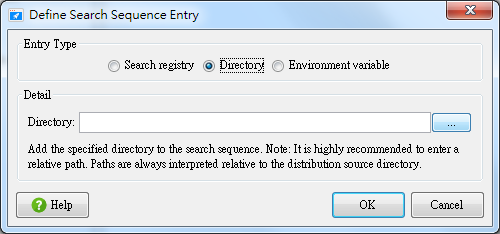 Define Search Sequence Entry
Entry Type
Search registry Directory Environment variable
Detail
Directory: ...
Add the specified directory to the search sequence. Note: It is highly recommended to enter a
relative path. Paths are always interpreted relative to the distribution source directory.
Help OK Cancel